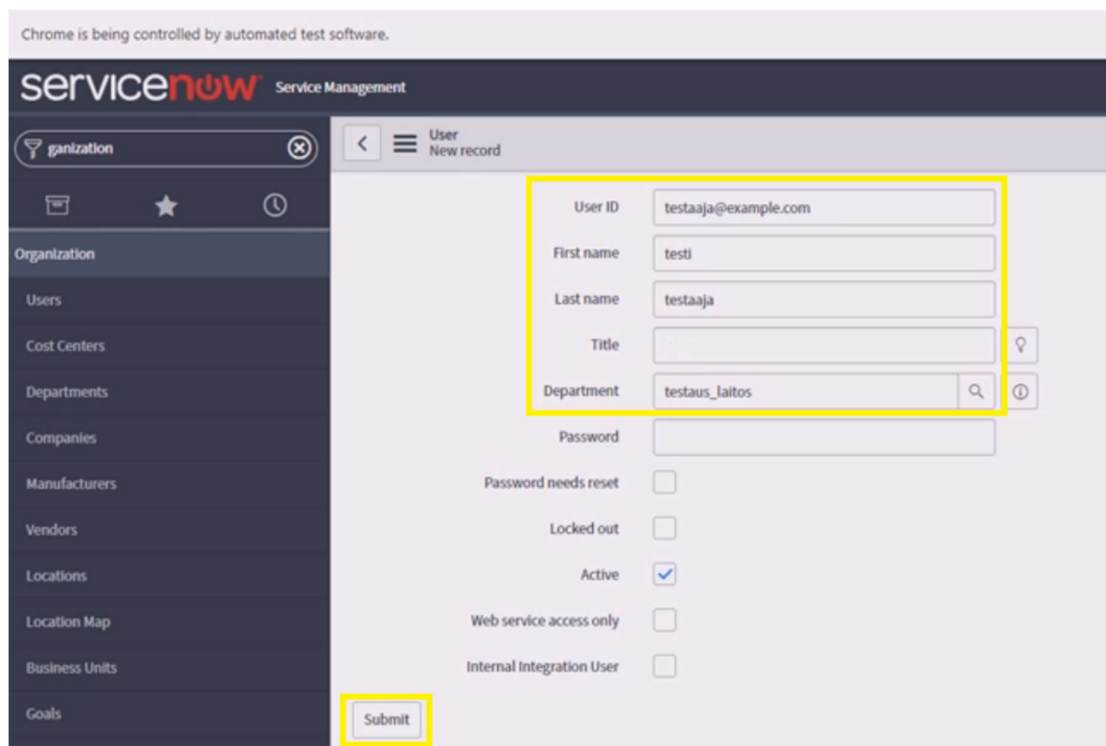 Chrome is being controlled by automated test software.
servicenow Service Management
ganization
User
New record
Organization
Users
Cost Centers
Departments
Companies
Manufacturers
Vendors
Locations
Location Map
Business Units
Goals
User ID testaaja@example.com
First name testi
Last name testaaja
Title
Department testaus_laitos
Password
Password needs reset
Locked out
Active
Web service access only
Internal Integration User
Submit